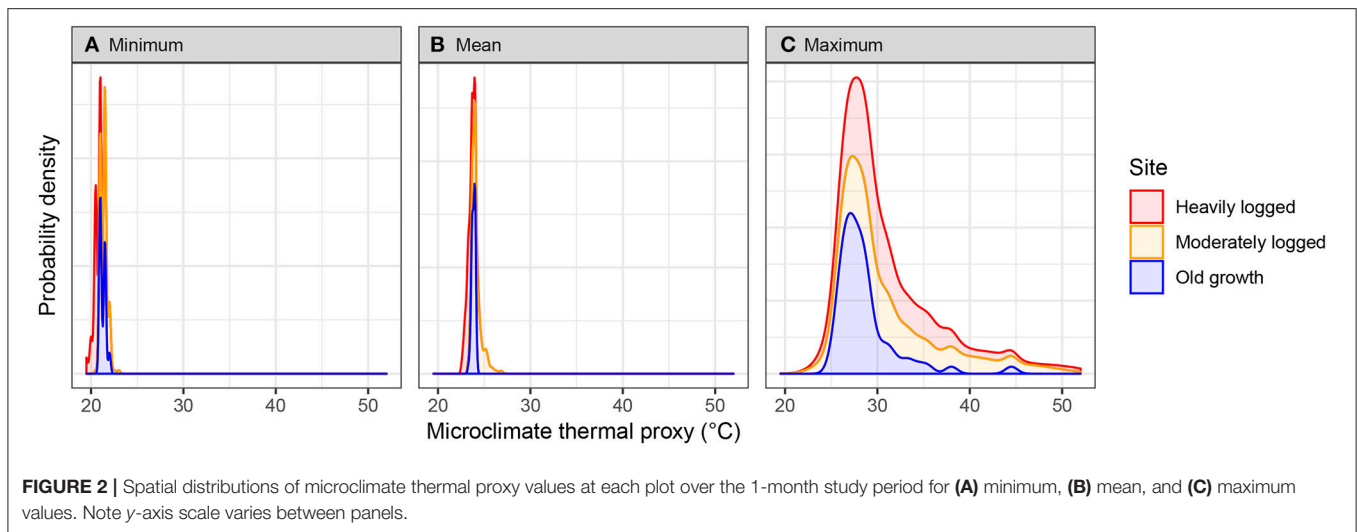 A Minimum
B Mean
C Maximum
Probability density
20 30 40 50
20 30 40 50
20 30 40 50
Microclimate thermal proxy (°C)
Site
Heavily logged
Moderately logged
Old growth
FIGURE 2 | Spatial distributions of microclimate thermal proxy values at each plot over the 1-month study period for (A) minimum, (B) mean, and (C) maximum
values. Note y-axis scale varies between panels.